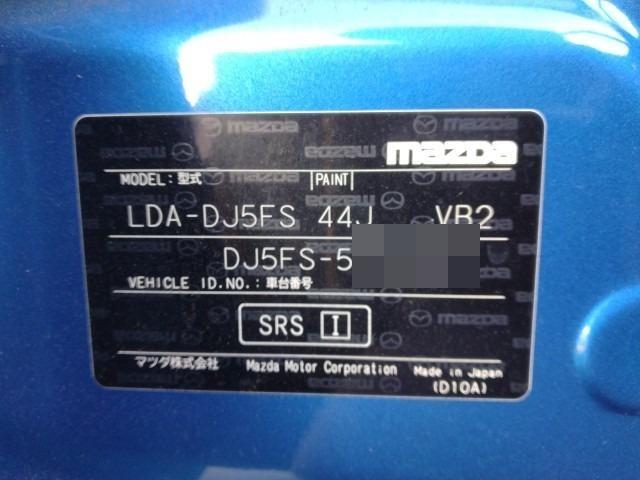 mazda
MODEL：型式 PAINT
LDA-DJ5FS 44J VB2
DJ5FS-5
VEHICLE ID.NO.：車台番号
SRS I
マツダ株式会社 Mazda Motor Corporation Made in Japan
(D10A)